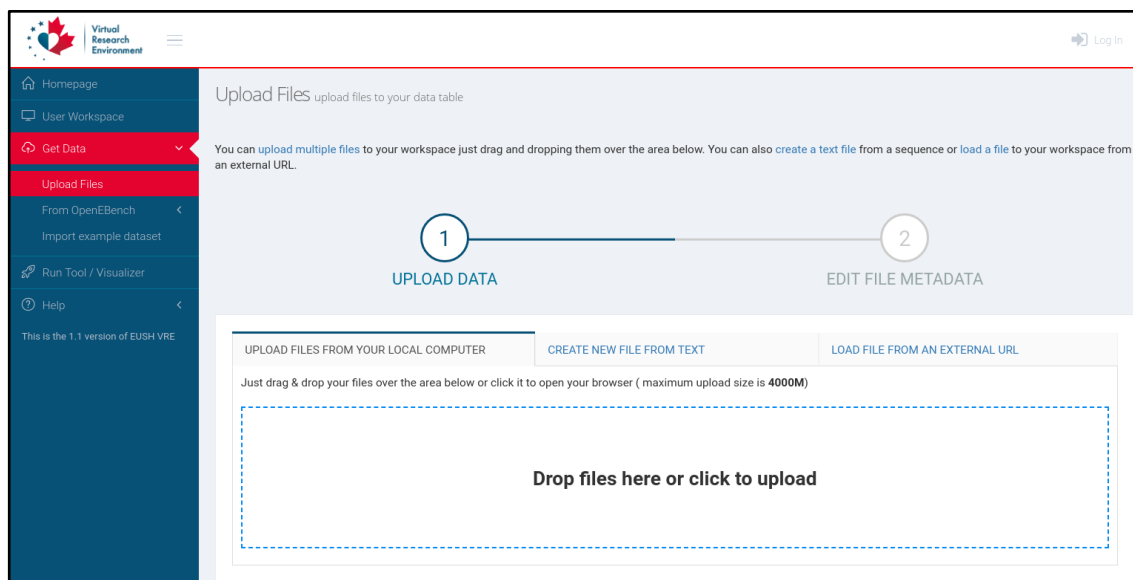 Virtual
Research
Environment
Log In
Homepage
User Workspace
Get Data
Upload Files
From OpenEBench
Import example dataset
Run Tool / Visualizer
Help
This is the 1.1 version of EUSH VRE
Upload Files upload files to your data table
You can upload multiple files to your workspace just drag and dropping them over the area below. You can also create a text file from a sequence or load a file to your workspace from
an external URL.
1
2
UPLOAD DATA
EDIT FILE METADATA
UPLOAD FILES FROM YOUR LOCAL COMPUTER
CREATE NEW FILE FROM TEXT
LOAD FILE FROM AN EXTERNAL URL
Just drag & drop your files over the area below or click it to open your browser ( maximum upload size is 4000M)
Drop files here or click to upload